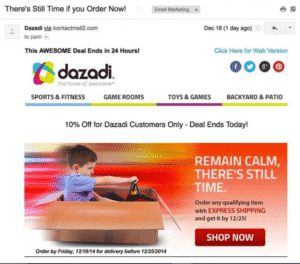 There's Still Time if you Order Now!
Email Marketing x
Dazadi via icontactmail2.com
Dec 18 (1 day ago)
to pam
This AWESOME Deal Ends in 24 Hours!
Click Here for Web Version
dazadi.
the home of awesome
SPORTS & FITNESS GAME ROOMS TOYS & GAMES BACKYARD & PATIO
10% Off for Dazadi Customers Only - Deal Ends Today!
REMAIN CALM,
THERE'S STILL
TIME.
Order any qualifying item
with EXPRESS SHIPPING
and get it by 12/25!
SHOP NOW
Order by Friday, 12/19/14 for delivery before 12/25/2014